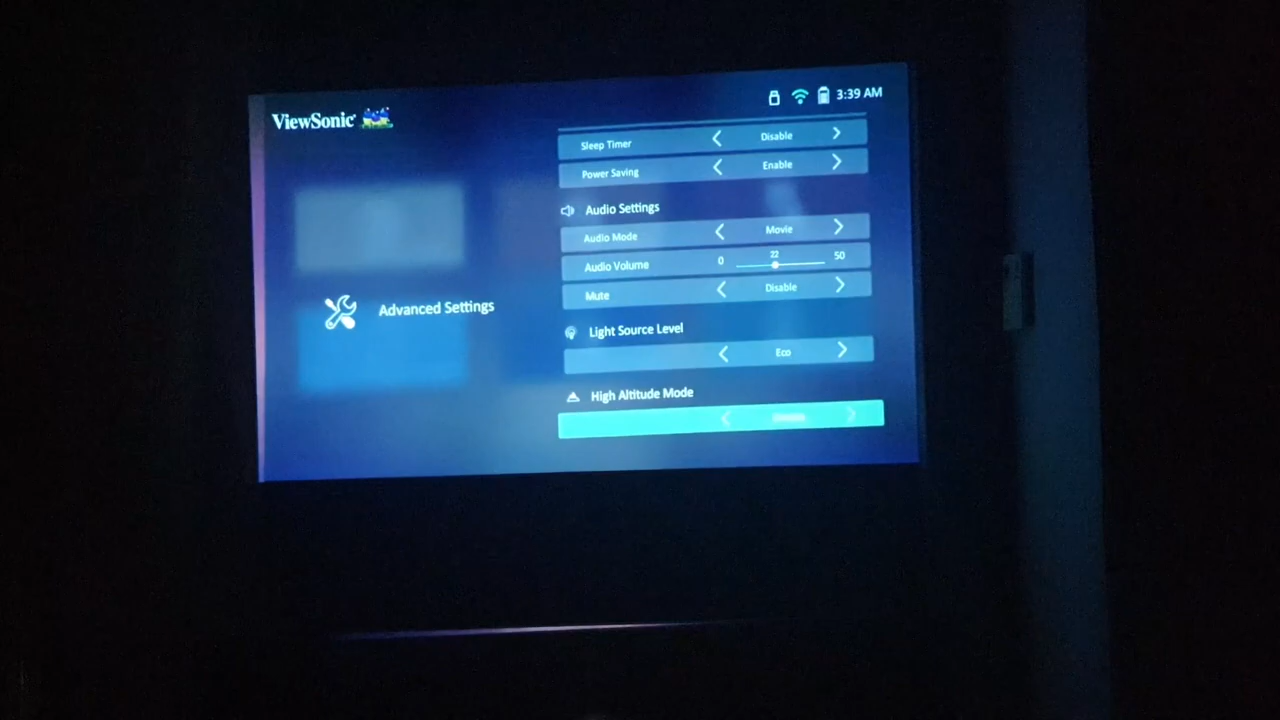 ViewSonic
3:39 AM
Sleep Timer Disable
Power Saving Enable
Audio Settings
Audio Mode Movie
Audio Volume 0 22 50
Mute Disable
Advanced Settings
Light Source Level
Eco
High Altitude Mode